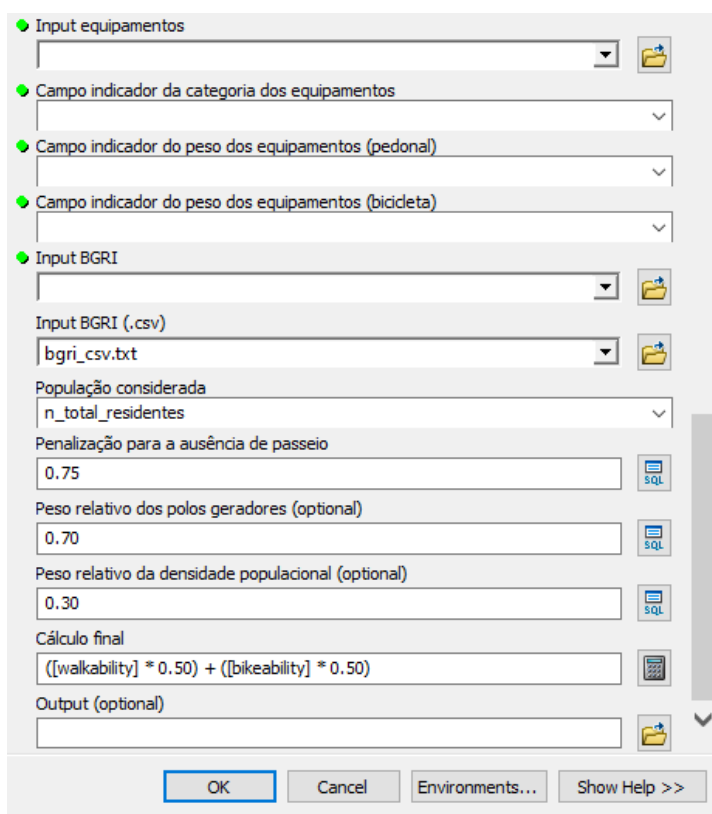 Input equipamentos
Campo indicador da categoria dos equipamentos
Campo indicador do peso dos equipamentos (pedonal)
Campo indicador do peso dos equipamentos (bicicleta)
Input BGRI
Input BGRI (.csv)
bgri_csv.txt
População considerada
n_total_residentes
Penalização para a ausência de passeio
0.75
SQL
Peso relativo dos polos geradores (optional)
0.70
SQL
Peso relativo da densidade populacional (optional)
0.30
SQL
Cálculo final
([walkability] * 0.50) + ([bikeability] * 0.50)
Output (optional)
OK Cancel Environments... Show Help >>